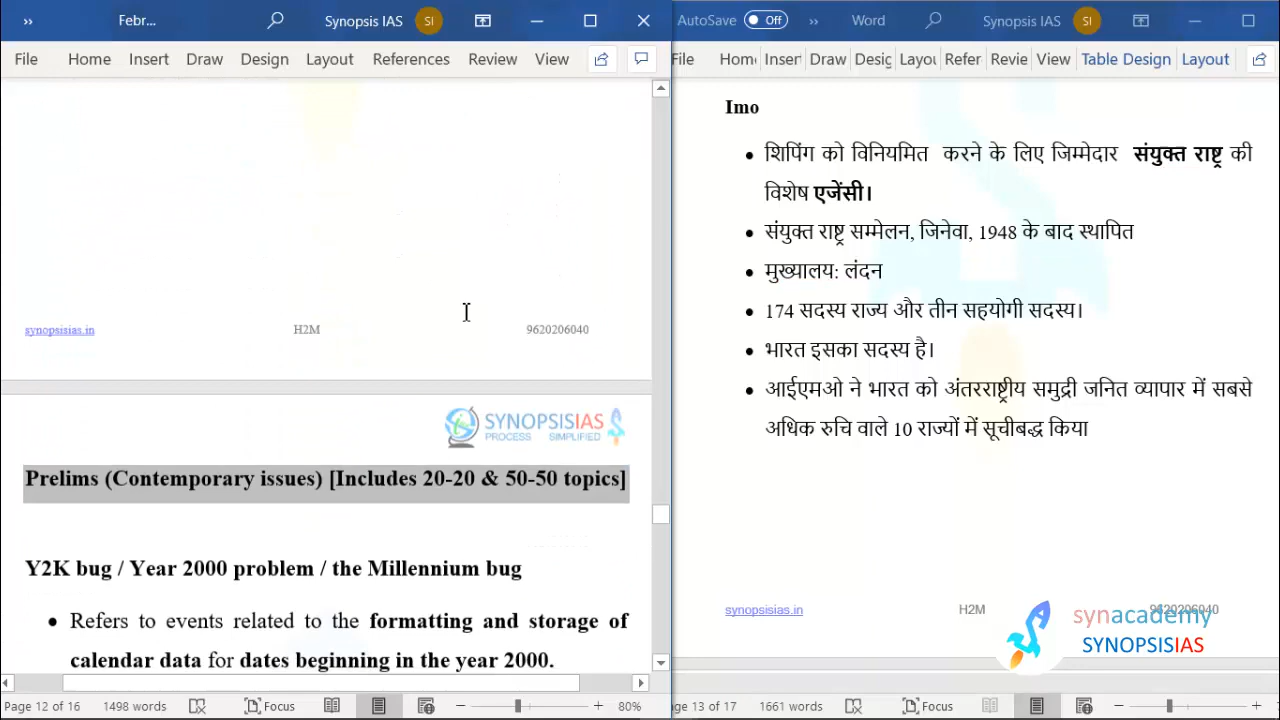 Febr...
Synopsis IAS
SI
File Home Insert Draw Design Layout References Review View
synopsisias.in H2M 9620206040
SYNOPSISIAS
PROCESS SIMPLIFIED
Prelims (Contemporary issues) [Includes 20-20 & 50-50 topics]
Y2K bug / Year 2000 problem / the Millennium bug
• Refers to events related to the formatting and storage of
calendar data for dates beginning in the year 2000.
Page 12 of 16 1498 words Focus 80%
AutoSave Off Word Synopsis IAS SI
File Hom Insert Draw Desig Layou Refer Revie View Table Design Layout
Imo
• शिपिंग को विनियमित करने के लिए जिम्मेदार संयुक्त राष्ट्र की
विशेष एजेंसी।
• संयुक्त राष्ट्र सम्मेलन, जिनेवा, 1948 के बाद स्थापित
• मुख्यालय: लंदन
• 174 सदस्य राज्य और तीन सहयोगी सदस्य।
• भारत इसका सदस्य है।
• आईएमओ ने भारत को अंतरराष्ट्रीय समुद्री जनित व्यापार में सबसे
अधिक रुचि वाले 10 राज्यों में सूचीबद्ध किया
synopsisias.in H2M 9620206040
synacademy
SYNOPSISIAS
13 of 17 1661 words Focus